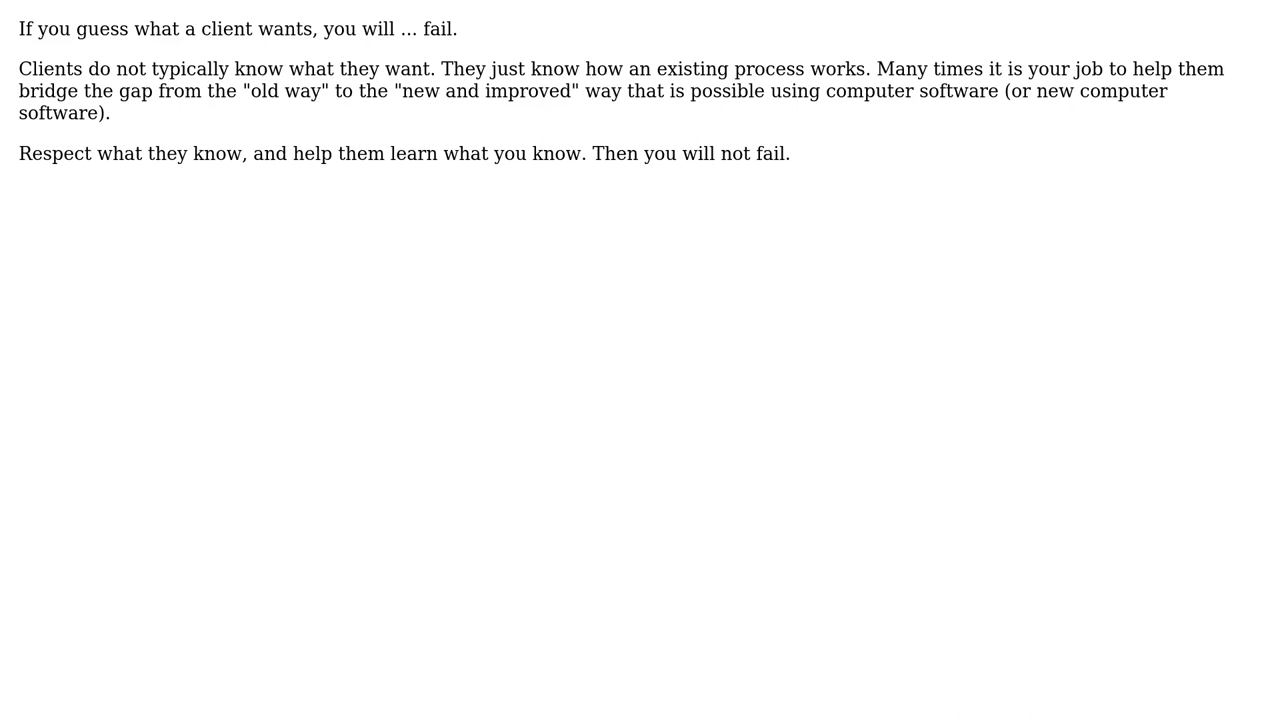 If you guess what a client wants, you will ... fail.
Clients do not typically know what they want. They just know how an existing process works. Many times it is your job to help them
bridge the gap from the "old way" to the "new and improved" way that is possible using computer software (or new computer
software).
Respect what they know, and help them learn what you know. Then you will not fail.